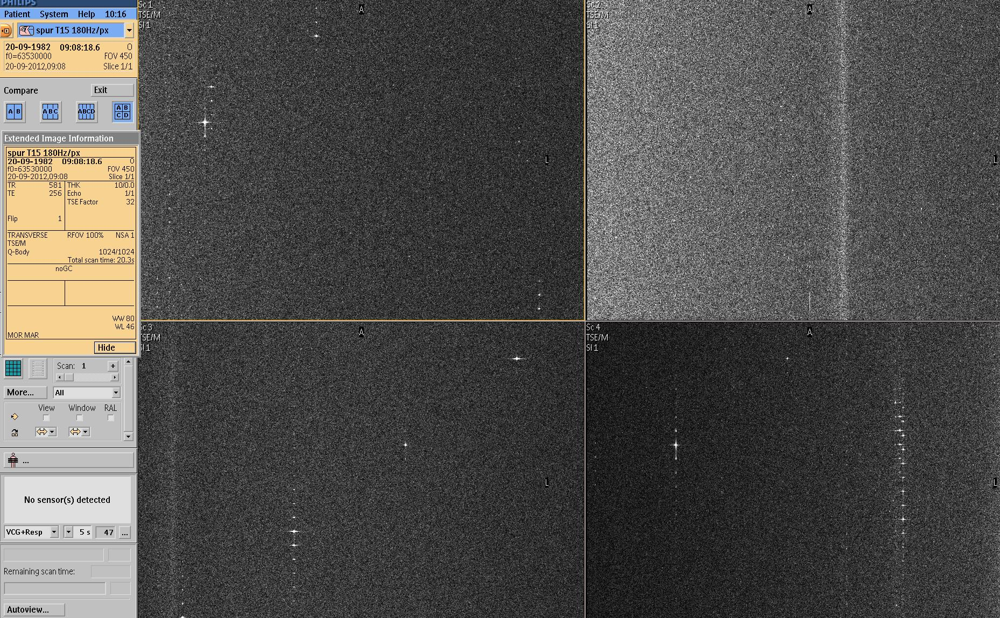 PHILIPS
Patient System Help 10:16
spur T15 180Hz/px
20-09-1982 09:08:18.6 0
f0=63530000 FOV 450
20-09-2012,09:08 Slice 1/1
Compare Exit
A B
A B C
ABCD
A B
C D
Extended Image Information
spur T15 180Hz/px
20-09-1982 09:08:18.6 0
f0=63530000 FOV 450
20-09-2012,09:08 Slice 1/1
TR 581 THK 10/0.0
TE 256 Echo 1/1
TSE Factor 32
Flip 1
TRANSVERSE RFOV 100% NSA 1
TSE/M
Q-Body 1024/1024
Total scan time: 20.3s
noGC
WW 80
WL 46
MOR MAR
Hide
Scan: 1 +
More... All
View Window RAL
...
No sensor(s) detected
VCG+Resp 5 s 47 ...
Remaining scan time:
Autoview...
Sc 1
TSE/M
Sl 1
A
L
Sc 2
TSE/M
Sl 1
A
L
Sc 3
TSE/M
Sl 1
A
L
Sc 4
TSE/M
Sl 1
A
L